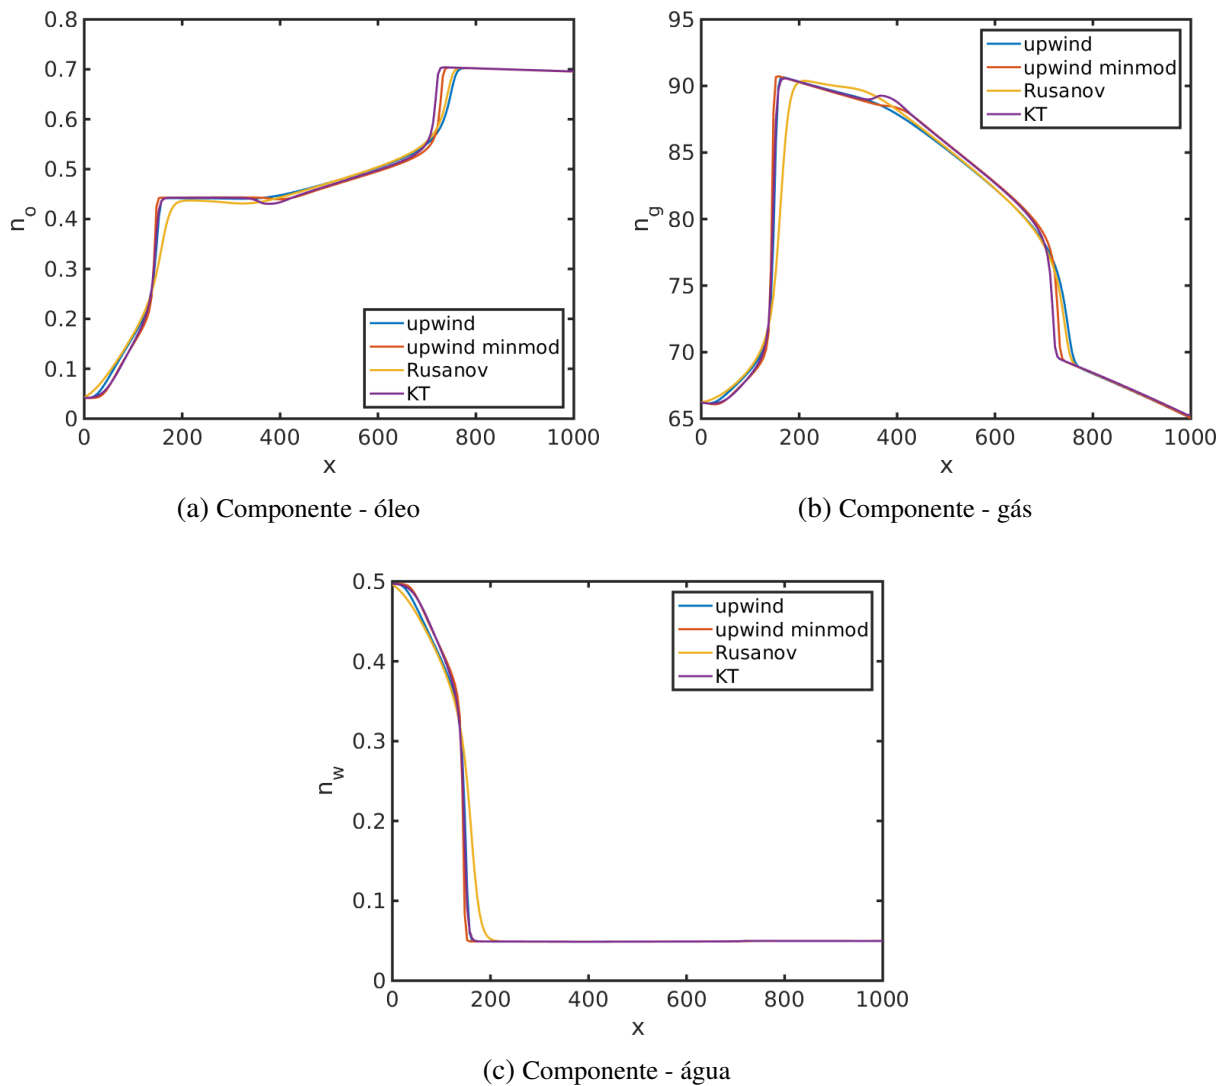 0.8
0.7
0.6
0.5
0.4
0.3
0.2
0.1
0
n_o
0 200 400 600 800 1000
x
upwind
upwind minmod
Rusanov
KT
(a) Componente - óleo
95
90
85
80
75
70
65
n_g
0 200 400 600 800 1000
x
upwind
upwind minmod
Rusanov
KT
(b) Componente - gás
0.5
0.4
0.3
0.2
0.1
0
n_w
0 200 400 600 800 1000
x
upwind
upwind minmod
Rusanov
KT
(c) Componente - água